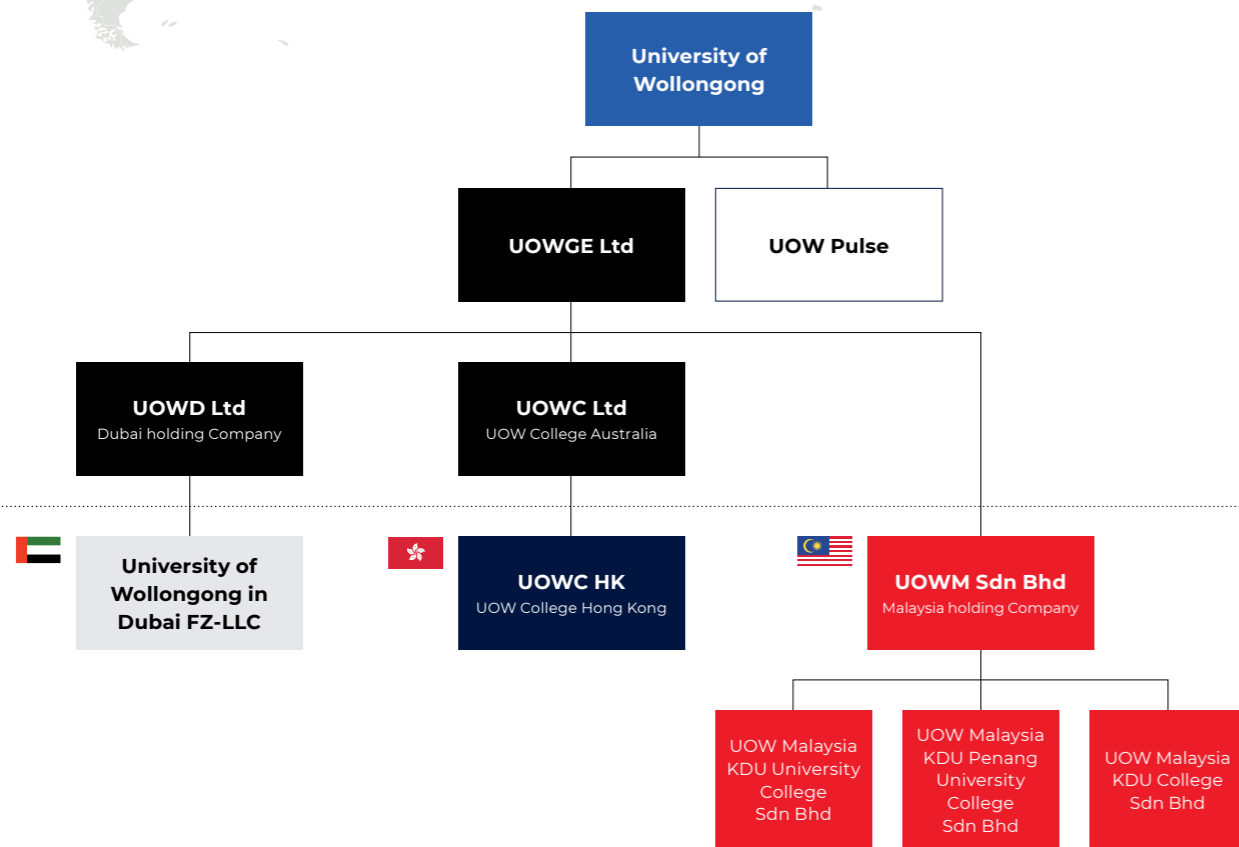 University of
Wollongong
UOWGE Ltd
UOW Pulse
UOWD Ltd
Dubai holding Company
UOWC Ltd
UOW College Australia
University of
Wollongong in
Dubai FZ-LLC
UOWC HK
UOW College Hong Kong
UOWM Sdn Bhd
Malaysia holding Company
UOW Malaysia
KDU University
College
Sdn Bhd
UOW Malaysia
KDU Penang
University
College
Sdn Bhd
UOW Malaysia
KDU College
Sdn Bhd